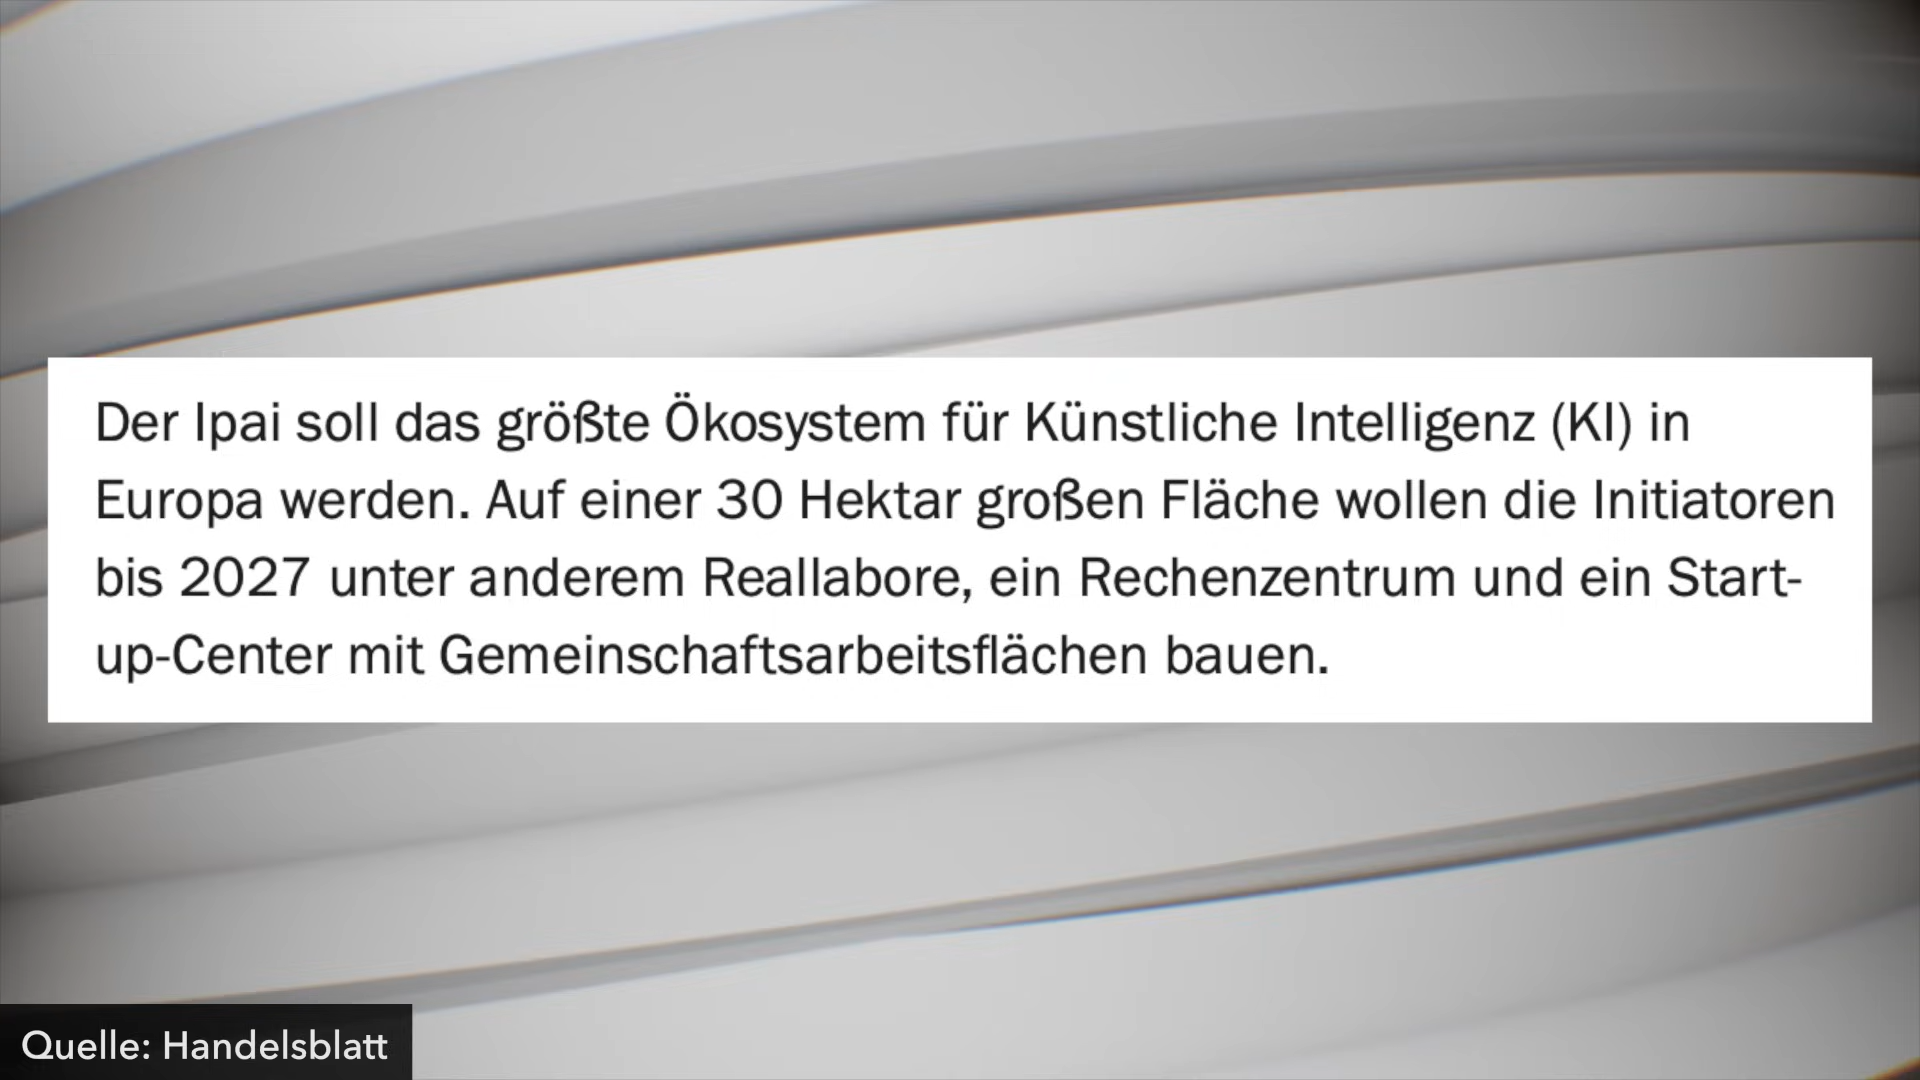 Der Ipai soll das größte Ökosystem für Künstliche Intelligenz (KI) in
Europa werden. Auf einer 30 Hektar großen Fläche wollen die Initiatoren
bis 2027 unter anderem Reallabore, ein Rechenzentrum und ein Start-
up-Center mit Gemeinschaftsarbeitsflächen bauen.
Quelle: Handelsblatt